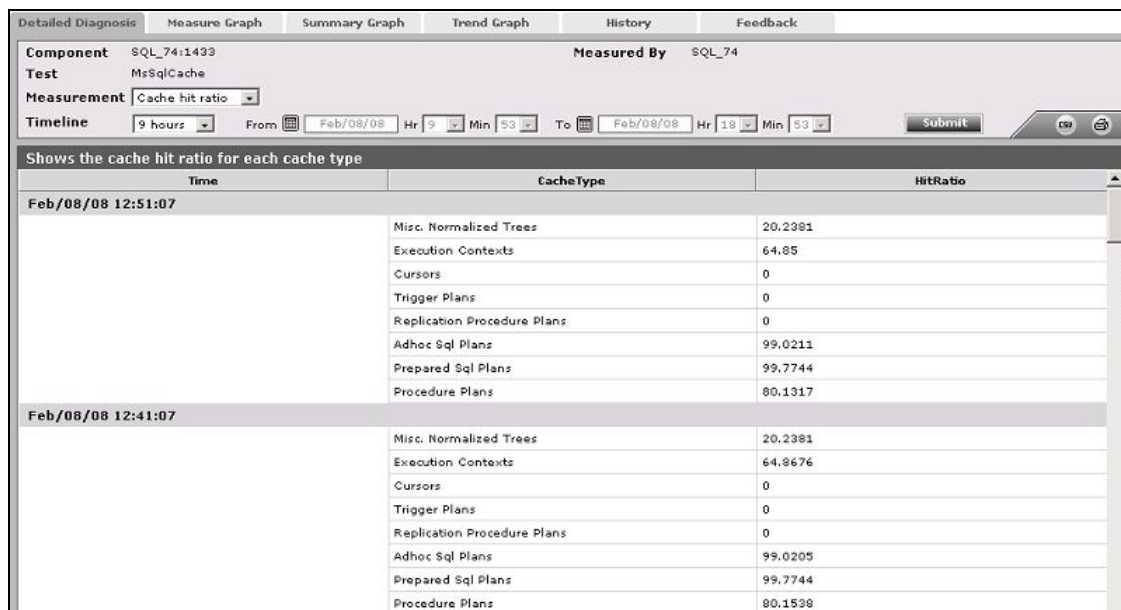 Detailed Diagnosis Measure Graph Summary Graph Trend Graph History Feedback
Component SQL_74:1433 Measured By SQL_74
Test MsSqlCache
Measurement Cache hit ratio
Timeline 9 hours From Feb/08/08 Hr 9 Min 53 To Feb/08/08 Hr 18 Min 53 Submit CSV
Shows the cache hit ratio for each cache type
Time CacheType HitRatio
Feb/08/08 12:51:07
Misc. Normalized Trees 20.2381
Execution Contexts 64.85
Cursors 0
Trigger Plans 0
Replication Procedure Plans 0
Adhoc Sql Plans 99.0211
Prepared Sql Plans 99.7744
Procedure Plans 80.1317
Feb/08/08 12:41:07
Misc. Normalized Trees 20.2381
Execution Contexts 64.8676
Cursors 0
Trigger Plans 0
Replication Procedure Plans 0
Adhoc Sql Plans 99.0205
Prepared Sql Plans 99.7744
Procedure Plans 80.1538